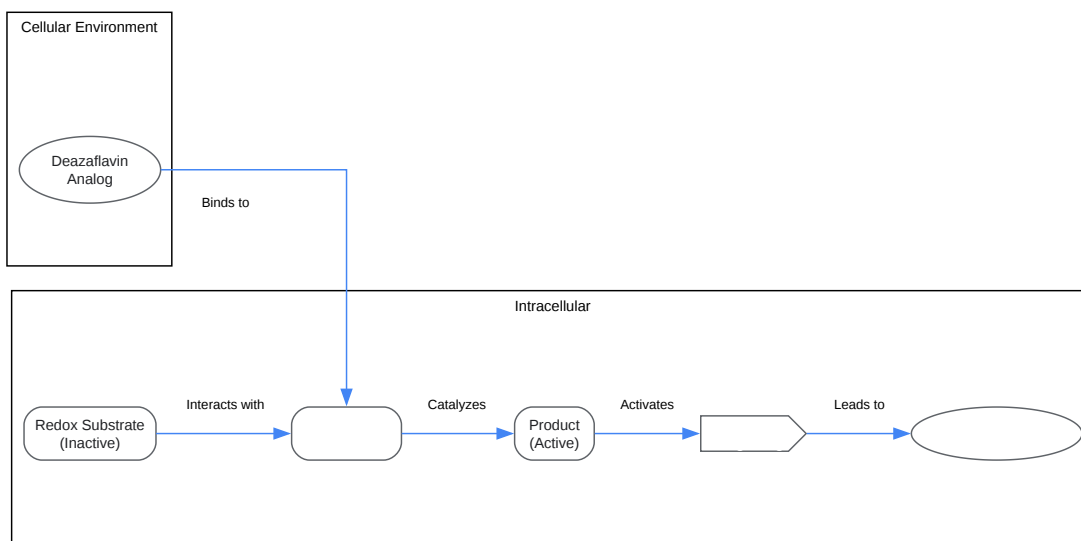 Cellular Environment
Deazaflavin
Analog
Binds to
Intracellular
Redox Substrate
(Inactive)
Interacts with
Catalyzes
Product
(Active)
Activates
Leads to